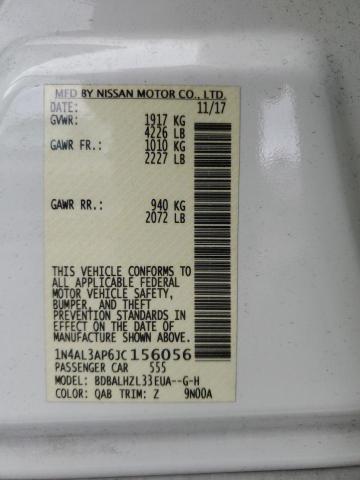 MFD BY NISSAN MOTOR CO., LTD.
DATE: 11/17
GVWR: 1917 KG
4226 LB
GAWR FR.: 1010 KG
2227 LB
GAWR RR.: 940 KG
2072 LB
THIS VEHICLE CONFORMS TO
ALL APPLICABLE FEDERAL
MOTOR VEHICLE SAFETY,
BUMPER, AND THEFT
PREVENTION STANDARDS
IN EFFECT ON THE DATE OF
MANUFACTURE SHOWN ABOVE.
1N4AL3AP6JC156056
PASSENGER CAR 555
MODEL: BDBALHZL33EUA--G-H
COLOR: QAB TRIM: Z 9N00A